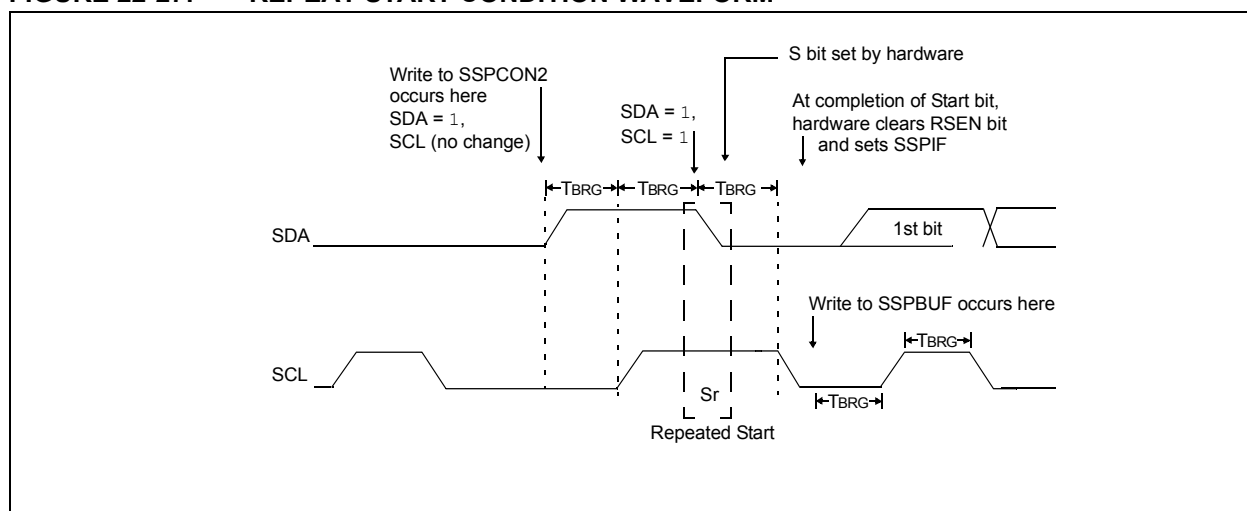 FIGURE REPEAT START CONDITION WAVEFORM
S bit set by hardware
Write to SSPCON2
occurs here
SDA = 1,
SCL (no change)
SDA = 1,
SCL = 1
At completion of Start bit,
hardware clears RSEN bit
and sets SSPIF
TBRG TBRG TBRG
SDA
1st bit
Write to SSPBUF occurs here
TBRG
SCL
Sr
TBRG
Repeated Start